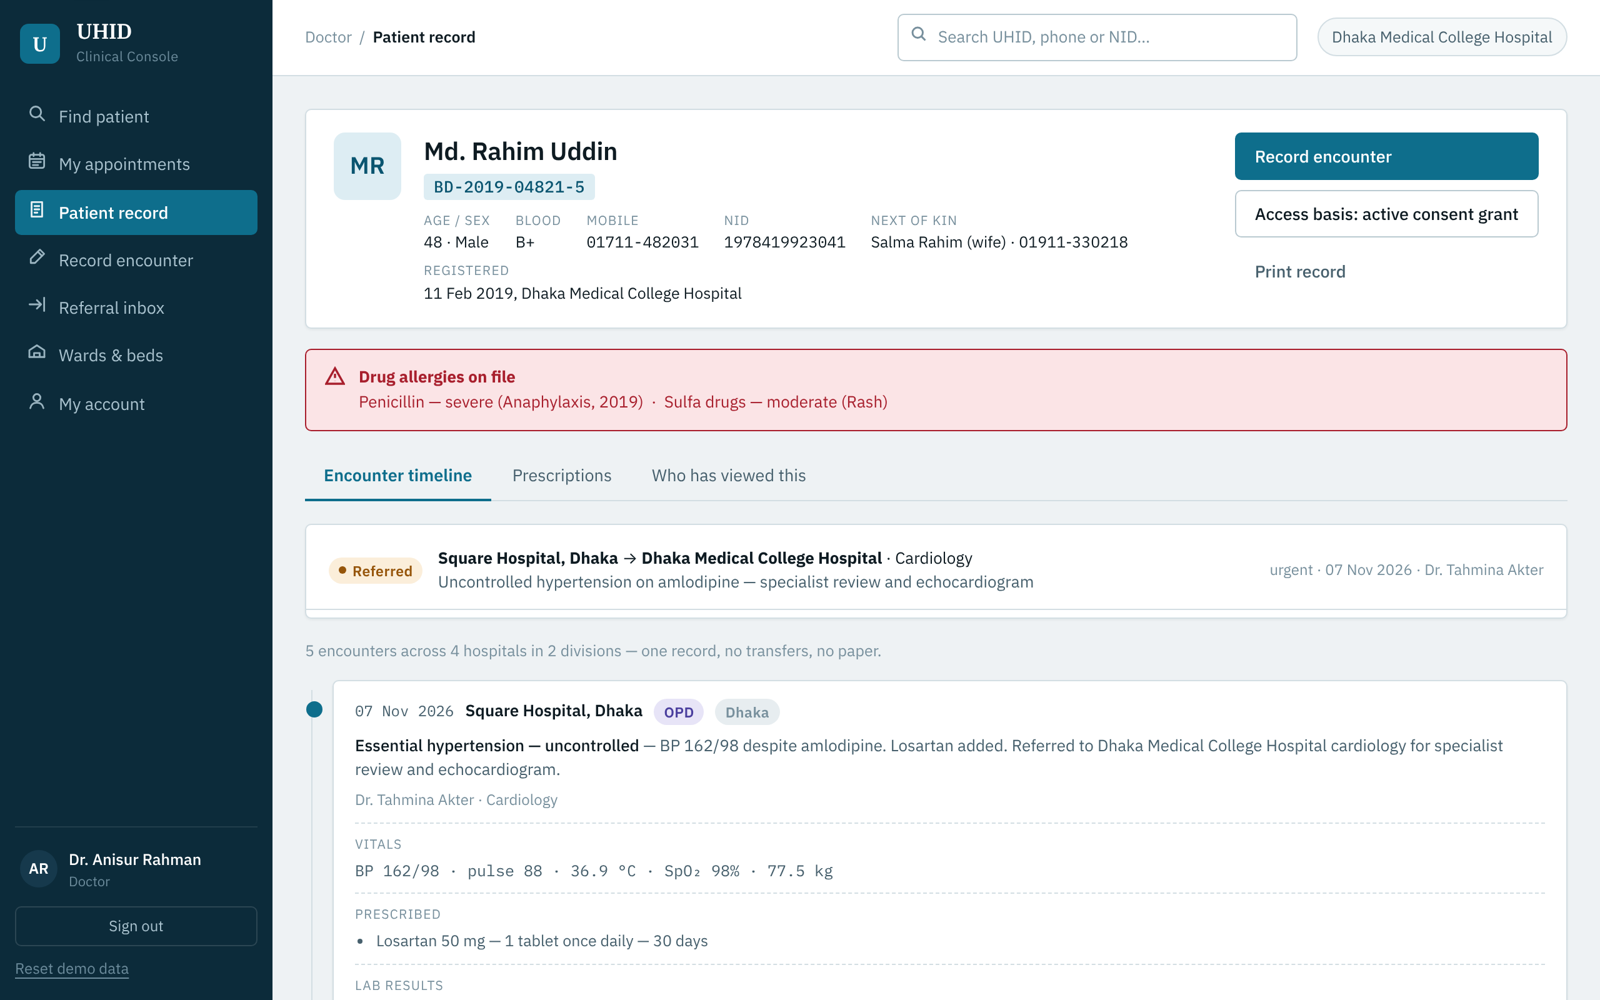 U
UHID
Clinical Console
Find patient
My appointments
Patient record
Record encounter
Referral inbox
Wards & beds
My account
AR
Dr. Anisur Rahman
Doctor
Sign out
Reset demo data
Doctor / Patient record
Search UHID, phone or NID...
Dhaka Medical College Hospital
MR
Md. Rahim Uddin
BD-2019-04821-5
AGE / SEX BLOOD MOBILE NID NEXT OF KIN
48 · Male B+ 01711-482031 1978419923041 Salma Rahim (wife) · 01911-330218
REGISTERED
11 Feb 2019, Dhaka Medical College Hospital
Record encounter
Access basis: active consent grant
Print record
Drug allergies on file
Penicillin — severe (Anaphylaxis, 2019) · Sulfa drugs — moderate (Rash)
Encounter timeline Prescriptions Who has viewed this
Referred
Square Hospital, Dhaka → Dhaka Medical College Hospital · Cardiology
Uncontrolled hypertension on amlodipine — specialist review and echocardiogram
urgent · 07 Nov 2026 · Dr. Tahmina Akter
5 encounters across 4 hospitals in 2 divisions — one record, no transfers, no paper.
07 Nov 2026 Square Hospital, Dhaka OPD Dhaka
Essential hypertension — uncontrolled — BP 162/98 despite amlodipine. Losartan added. Referred to Dhaka Medical College Hospital cardiology for specialist
review and echocardiogram.
Dr. Tahmina Akter · Cardiology
VITALS
BP 162/98 · pulse 88 · 36.9 °C · SpO₂ 98% · 77.5 kg
PRESCRIBED
• Losartan 50 mg — 1 tablet once daily — 30 days
LAB RESULTS